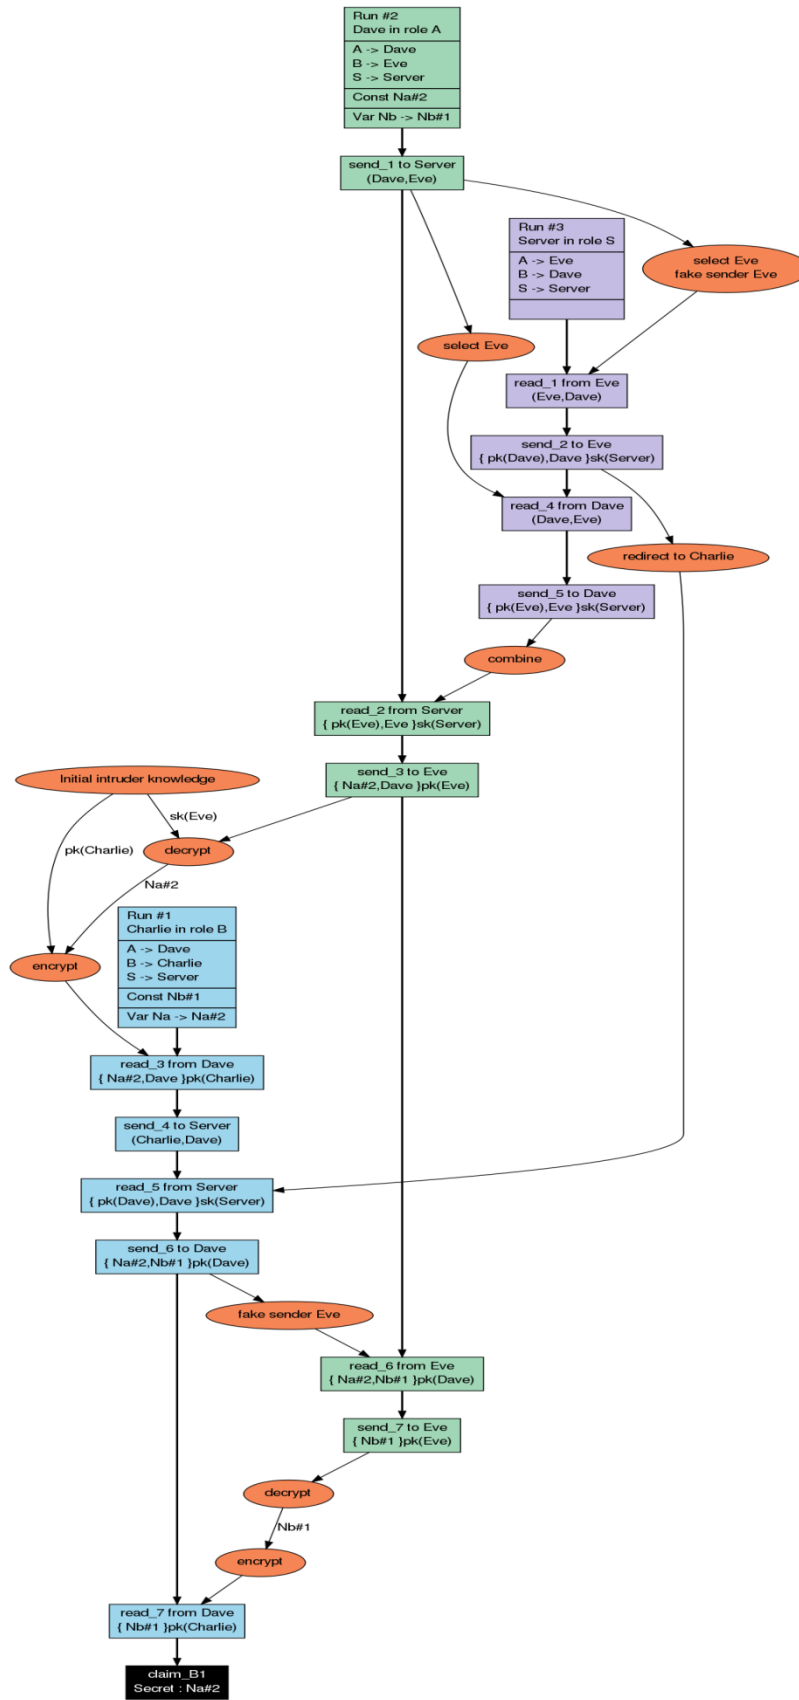 Run #2
Dave in role A
A -> Dave
B -> Eve
S -> Server
Const Na#2
Var Nb -> Nb#1
send_1 to Server
(Dave,Eve)
Run #3
Server in role S
A -> Eve
B -> Dave
S -> Server
select Eve
fake sender Eve
select Eve
read_1 from Eve
(Eve,Dave)
send_2 to Eve
{ pk(Dave),Dave }sk(Server)
read_4 from Dave
(Dave,Eve)
redirect to Charlie
send_5 to Dave
{ pk(Eve),Eve }sk(Server)
combine
read_2 from Server
{ pk(Eve),Eve }sk(Server)
send_3 to Eve
{ Na#2,Dave }pk(Eve)
Initial intruder knowledge
sk(Eve)
pk(Charlie)
decrypt
Na#2
Run #1
Charlie in role B
A -> Dave
B -> Charlie
S -> Server
Const Nb#1
Var Na -> Na#2
encrypt
read_3 from Dave
{ Na#2,Dave }pk(Charlie)
send_4 to Server
(Charlie,Dave)
read_5 from Server
{ pk(Dave),Dave }sk(Server)
send_6 to Dave
{ Na#2,Nb#1 }pk(Dave)
fake sender Eve
read_6 from Eve
{ Na#2,Nb#1 }pk(Dave)
send_7 to Eve
{ Nb#1 }pk(Eve)
decrypt
Nb#1
encrypt
read_7 from Dave
{ Nb#1 }pk(Charlie)
claim_B1
Secret : Na#2